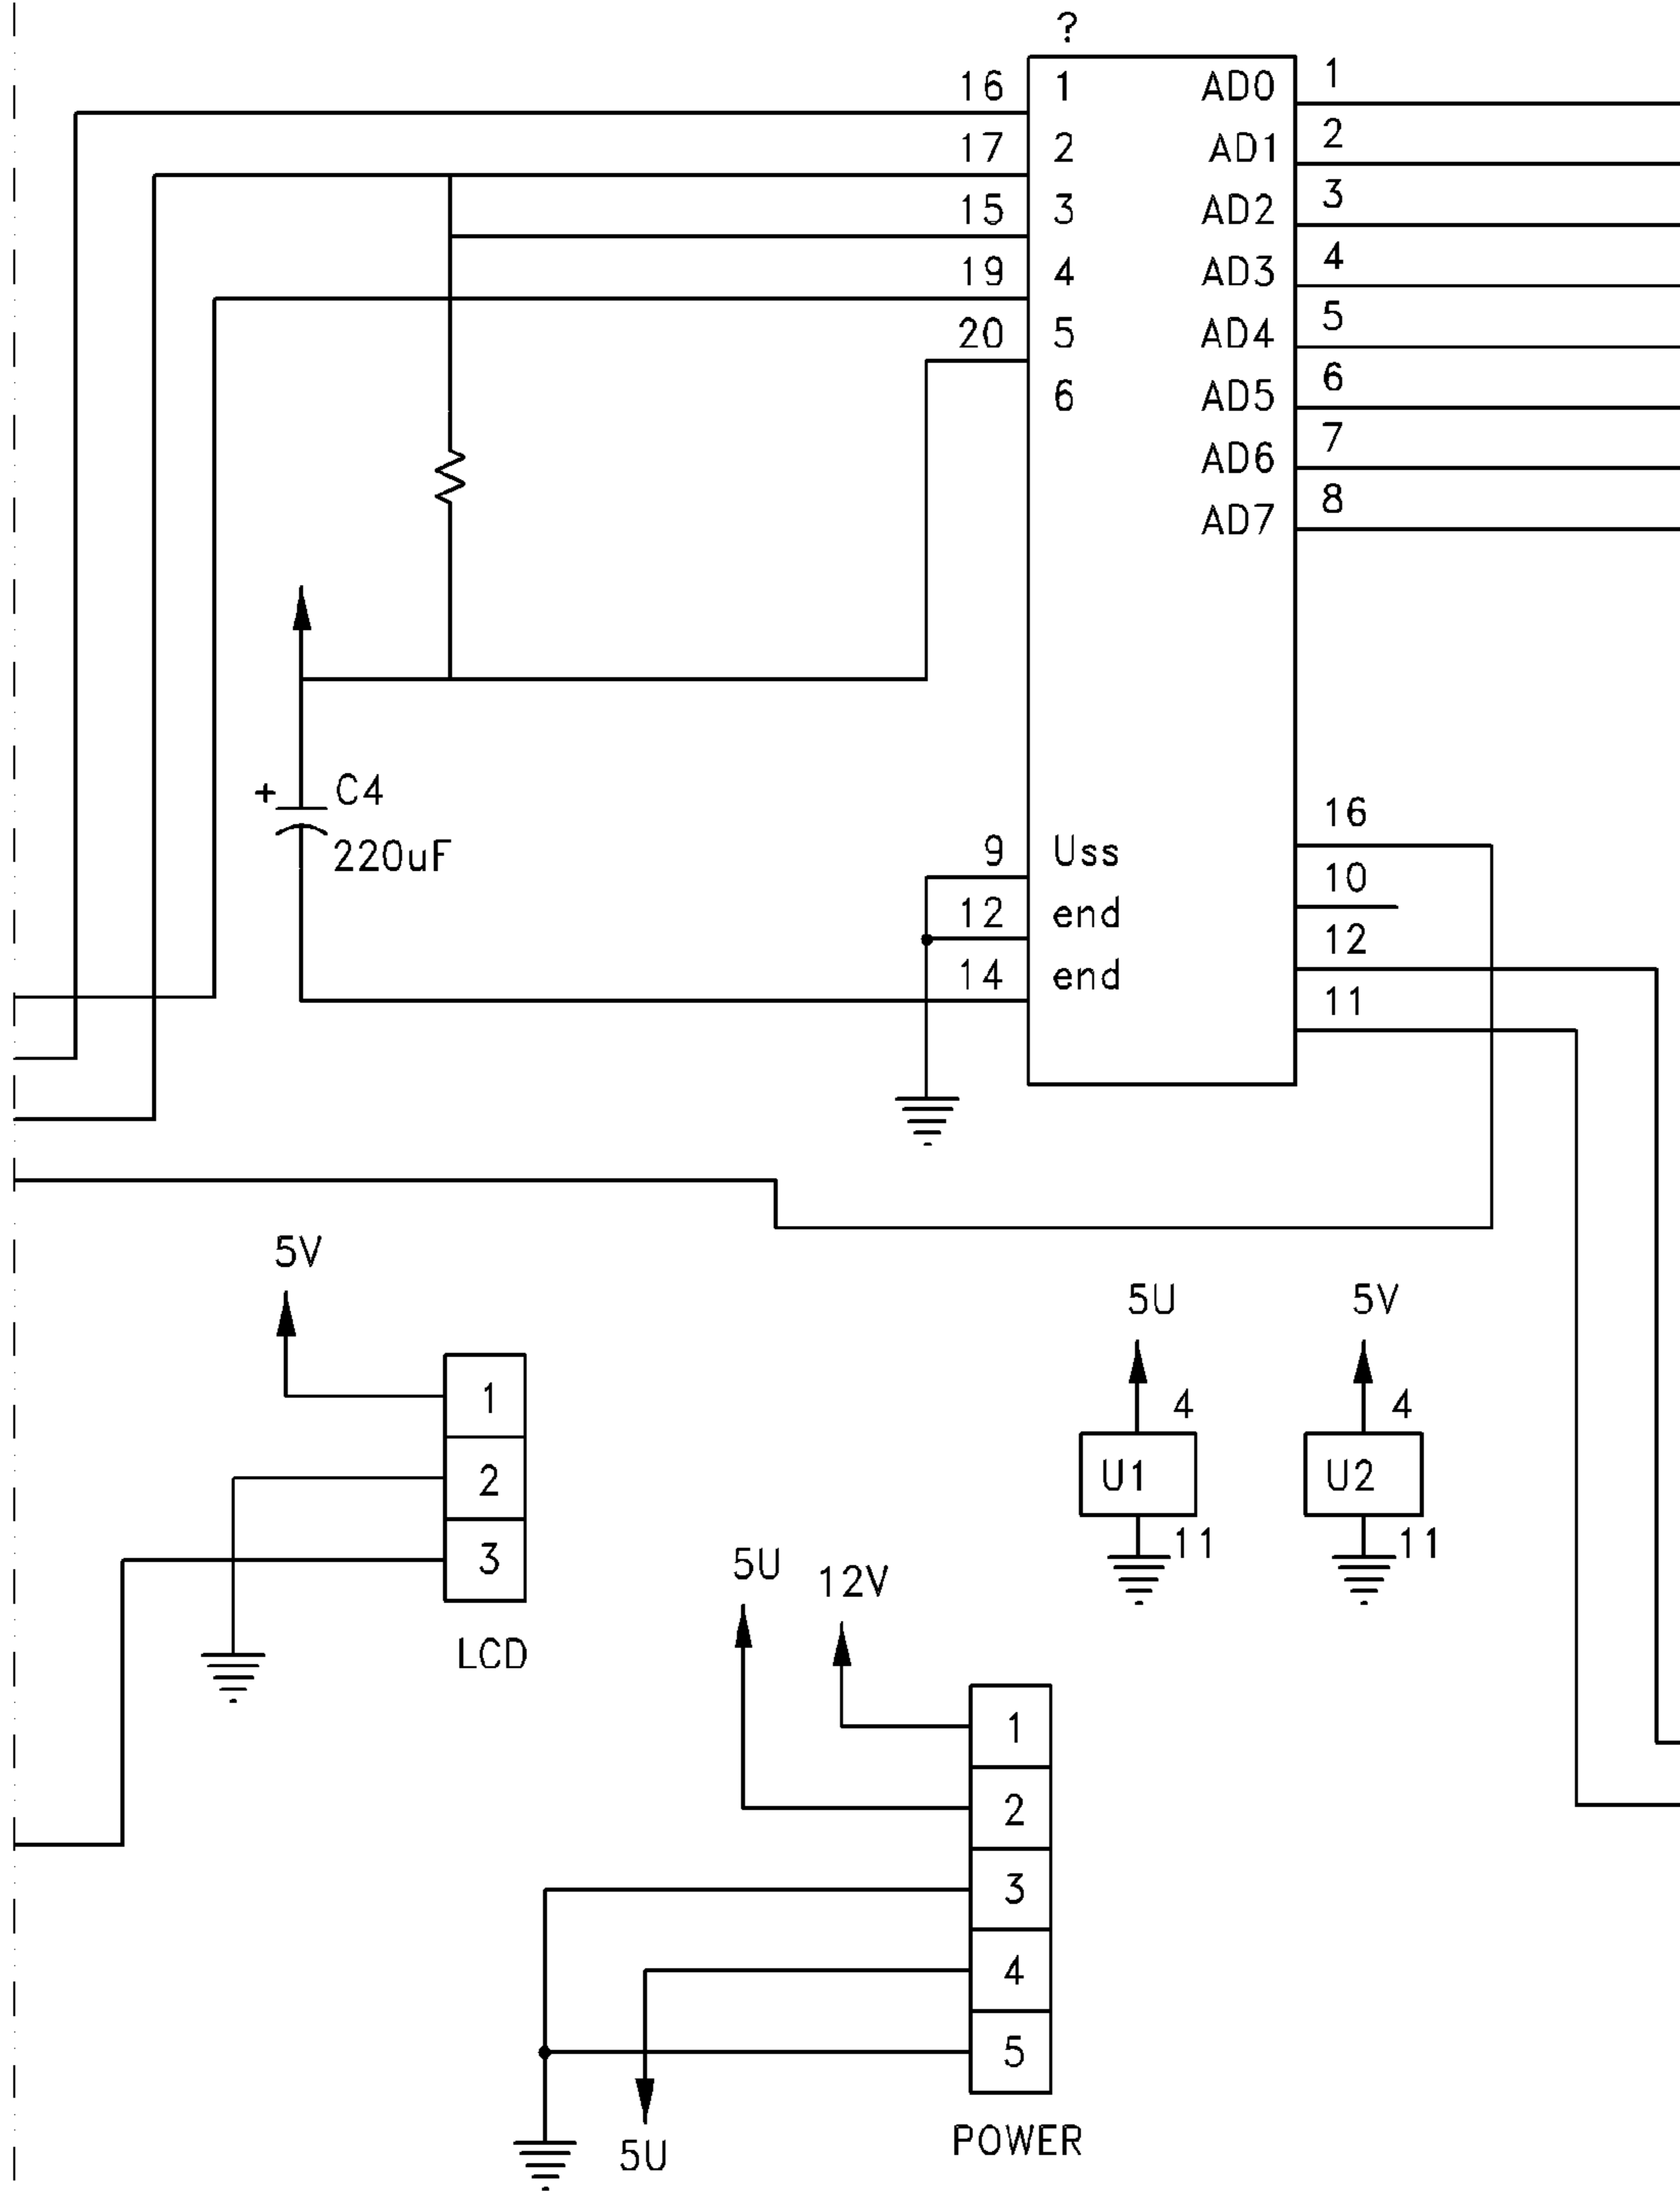 ?
16 1 AD0 1
17 2 AD1 2
15 3 AD2 3
19 4 AD3 4
20 5 AD4 5
6 AD5 6
AD6 7
AD7 8
+ C4
220uF
16
9 Uss
10
12 end
12
14 end
11
5V
1
2
3
LCD
5U
4
U1
11
5V
4
U2
11
5U 12V
1
2
3
4
5
5U
POWER